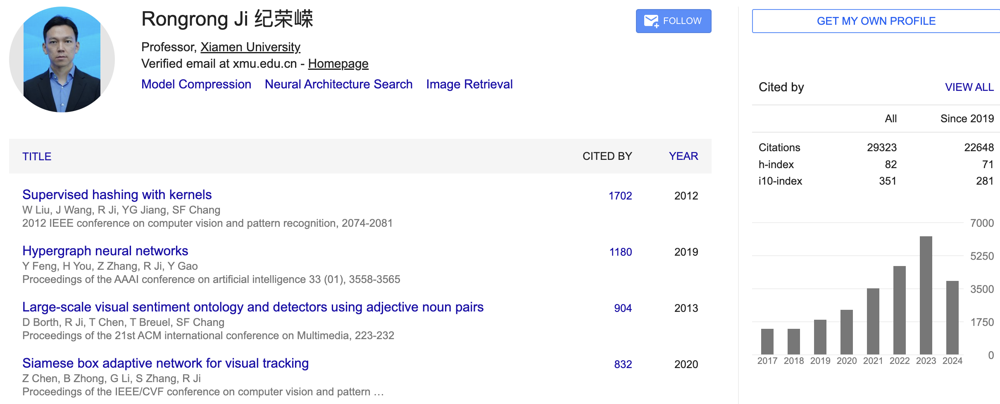 Rongrong Ji 纪荣嵘
FOLLOW
Professor, Xiamen University
Verified email at xmu.edu.cn - Homepage
Model Compression Neural Architecture Search Image Retrieval
TITLE CITED BY YEAR
Supervised hashing with kernels 1702 2012
W Liu, J Wang, R Ji, YG Jiang, SF Chang
2012 IEEE conference on computer vision and pattern recognition, 2074-2081
Hypergraph neural networks 1180 2019
Y Feng, H You, Z Zhang, R Ji, Y Gao
Proceedings of the AAAI conference on artificial intelligence 33 (01), 3558-3565
Large-scale visual sentiment ontology and detectors using adjective noun pairs 904 2013
D Borth, R Ji, T Chen, T Breuel, SF Chang
Proceedings of the 21st ACM international conference on Multimedia, 223-232
Siamese box adaptive network for visual tracking 832 2020
Z Chen, B Zhong, G Li, S Zhang, R Ji
Proceedings of the IEEE/CVF conference on computer vision and pattern …
GET MY OWN PROFILE
Cited by VIEW ALL
All Since 2019
Citations 29323 22648
h-index 82 71
i10-index 351 281
7000
5250
3500
1750
0
2017 2018 2019 2020 2021 2022 2023 2024